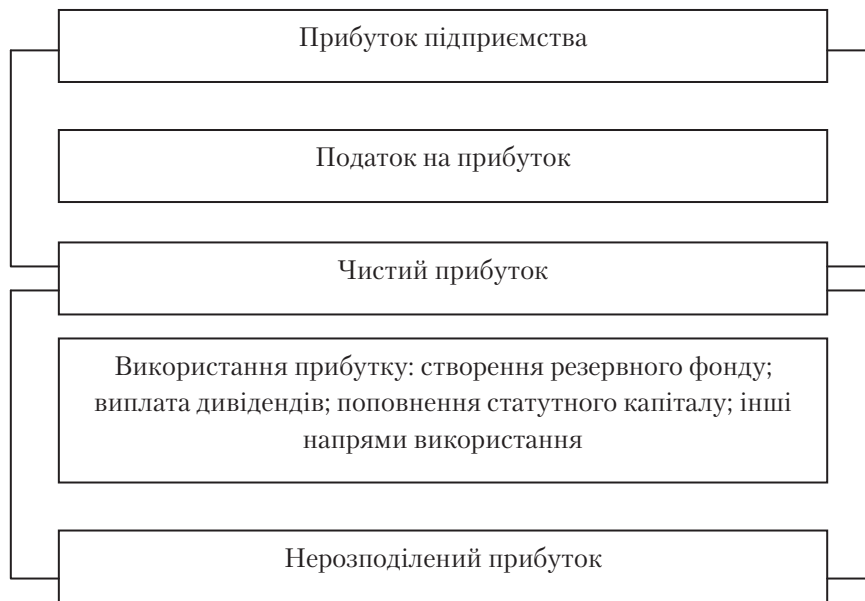 Прибуток підприємства
Податок на прибуток
Чистий прибуток
Використання прибутку: створення резервного фонду;
виплата дивідендів; поповнення статутного капіталу; інші
напрями використання
Нерозподілений прибуток